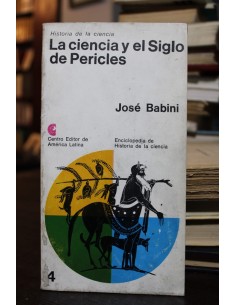 Historia de la ciencia
La ciencia y el Siglo
de Pericles
José Babini
Centro Editor de
América Latina
Enciclopedia de
Historia de la ciencia
4